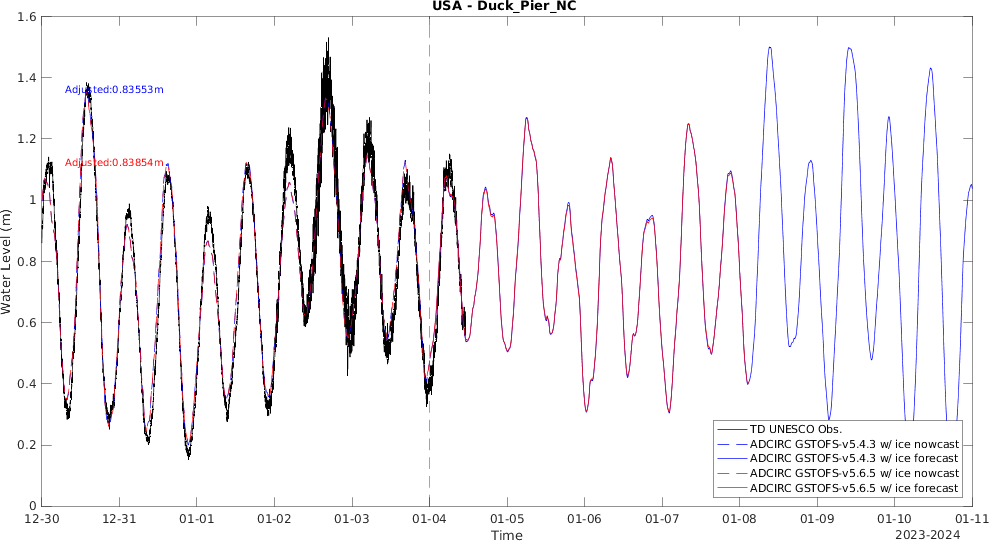 USA - Duck_Pier_NC
1.6
1.4
1.2
1
0.8
0.6
0.4
0.2
0
Water Level (m)
Adjusted:0.83553m
Adjusted:0.83854m
TD UNESCO Obs.
ADCIRC GSTOFS-v5.4.3 w/ ice nowcast
ADCIRC GSTOFS-v5.4.3 w/ ice forecast
ADCIRC GSTOFS-v5.6.5 w/ ice nowcast
ADCIRC GSTOFS-v5.6.5 w/ ice forecast
12-30 12-31 01-01 01-02 01-03 01-04 01-05 01-06 01-07 01-08 01-09 01-10 01-11
Time
2023-2024